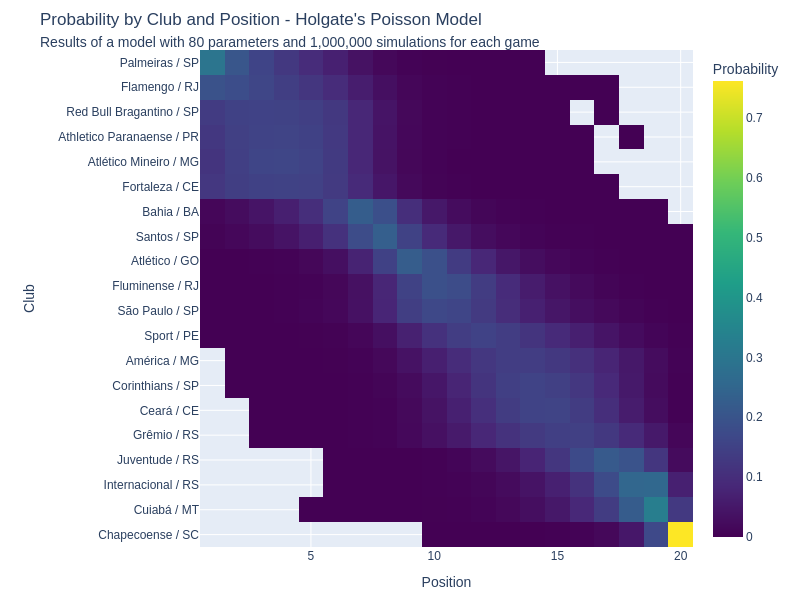 Probability by Club and Position - Holgate's Poisson Model
Results of a model with 80 parameters and 1,000,000 simulations for each game
Probability
Club
Palmeiras / SP
Flamengo / RJ
Red Bull Bragantino / SP
Athletico Paranaense / PR
Atlético Mineiro / MG
Fortaleza / CE
Bahia / BA
Santos / SP
Atlético / GO
Fluminense / RJ
São Paulo / SP
Sport / PE
América / MG
Corinthians / SP
Ceará / CE
Grêmio / RS
Juventude / RS
Internacional / RS
Cuiabá / MT
Chapecoense / SC
0.7
0.6
0.5
0.4
0.3
0.2
0.1
0
5
10
15
20
Position